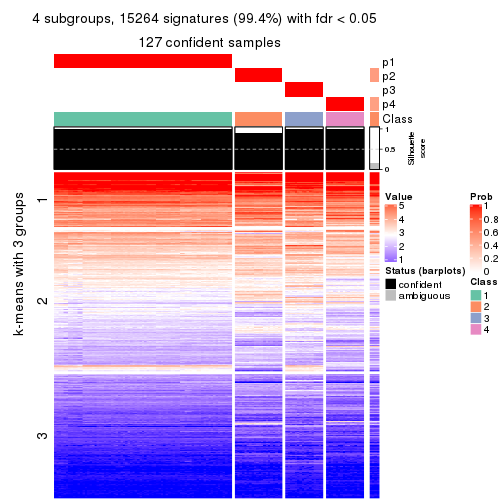 4 subgroups, 15264 signatures (99.4%) with fdr < 0.05
127 confident samples
p1
p2
p3
p4
Class
1
0.5
0
Silhouette
score
k-means with 3 groups
1
2
3
Value
5
4
3
2
1
Prob
1
0.8
0.6
0.4
0.2
0
Status (barplots)
confident
ambiguous
Class
1
2
3
4